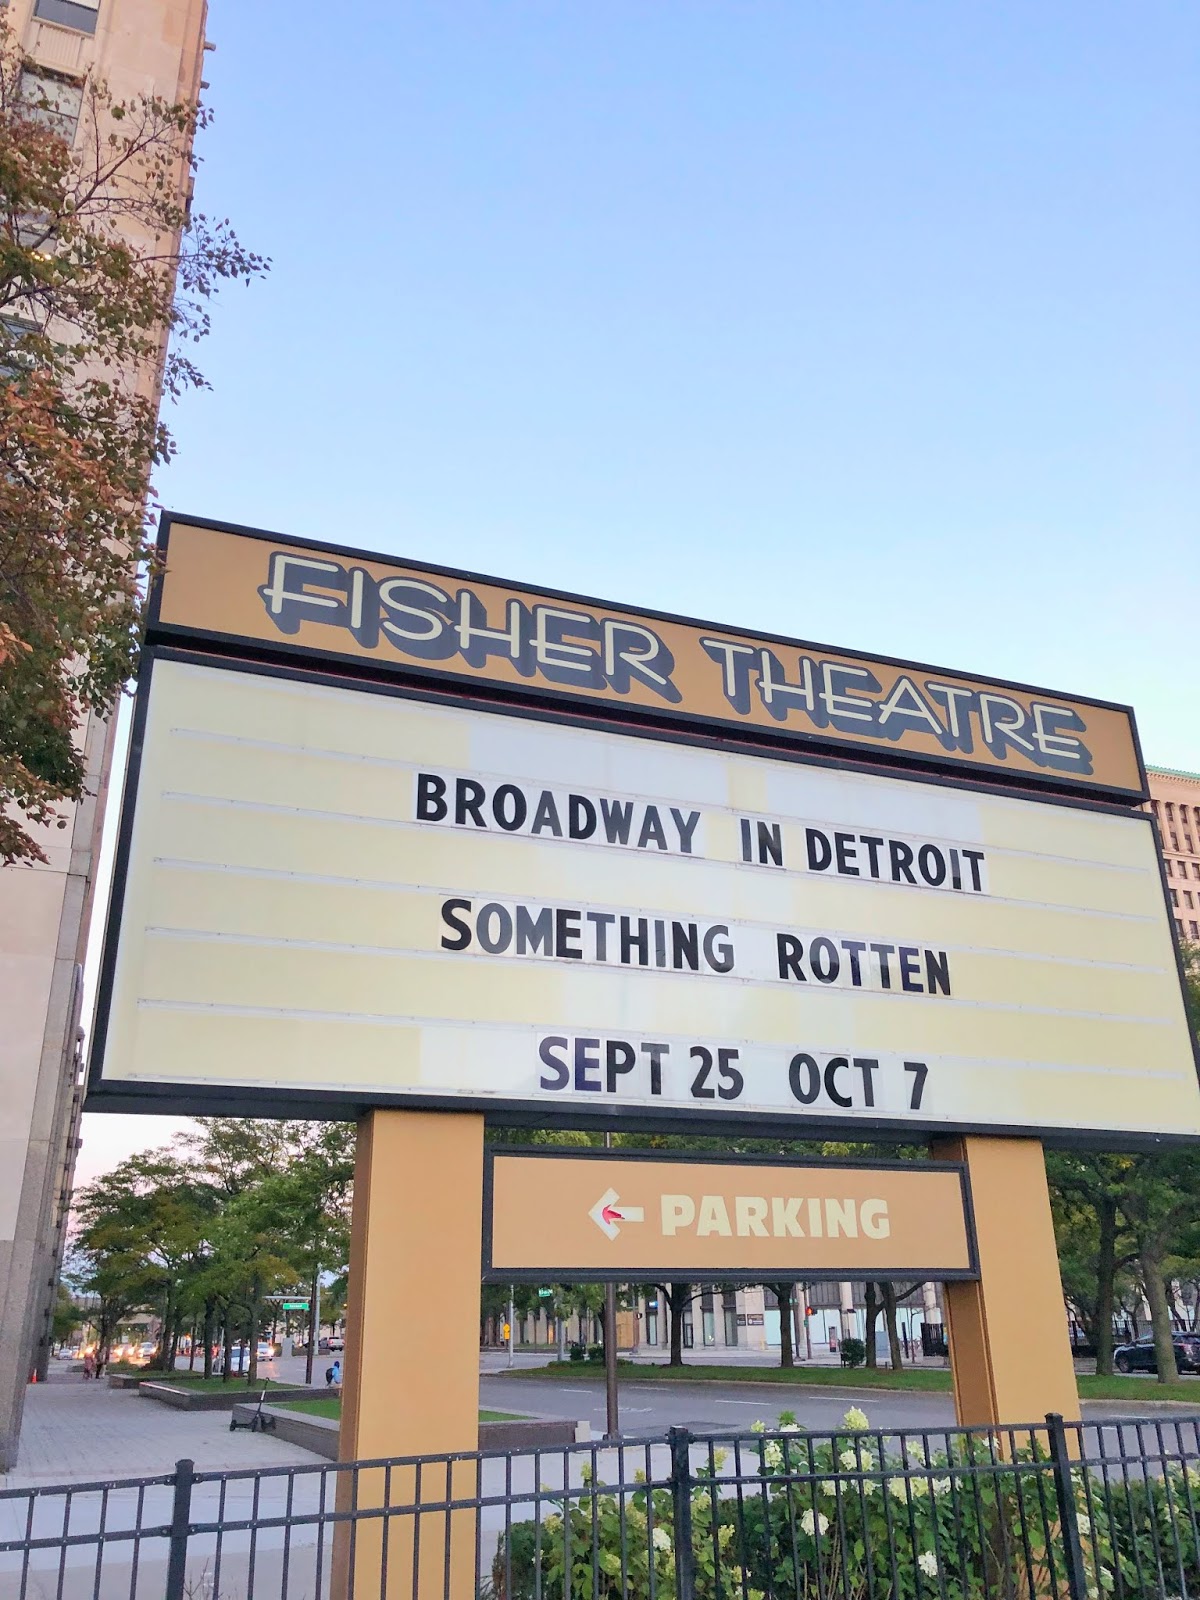 FISHER THEATRE
BROADWAY IN DETROIT
SOMETHING ROTTEN
SEPT 25 OCT 7
PARKING